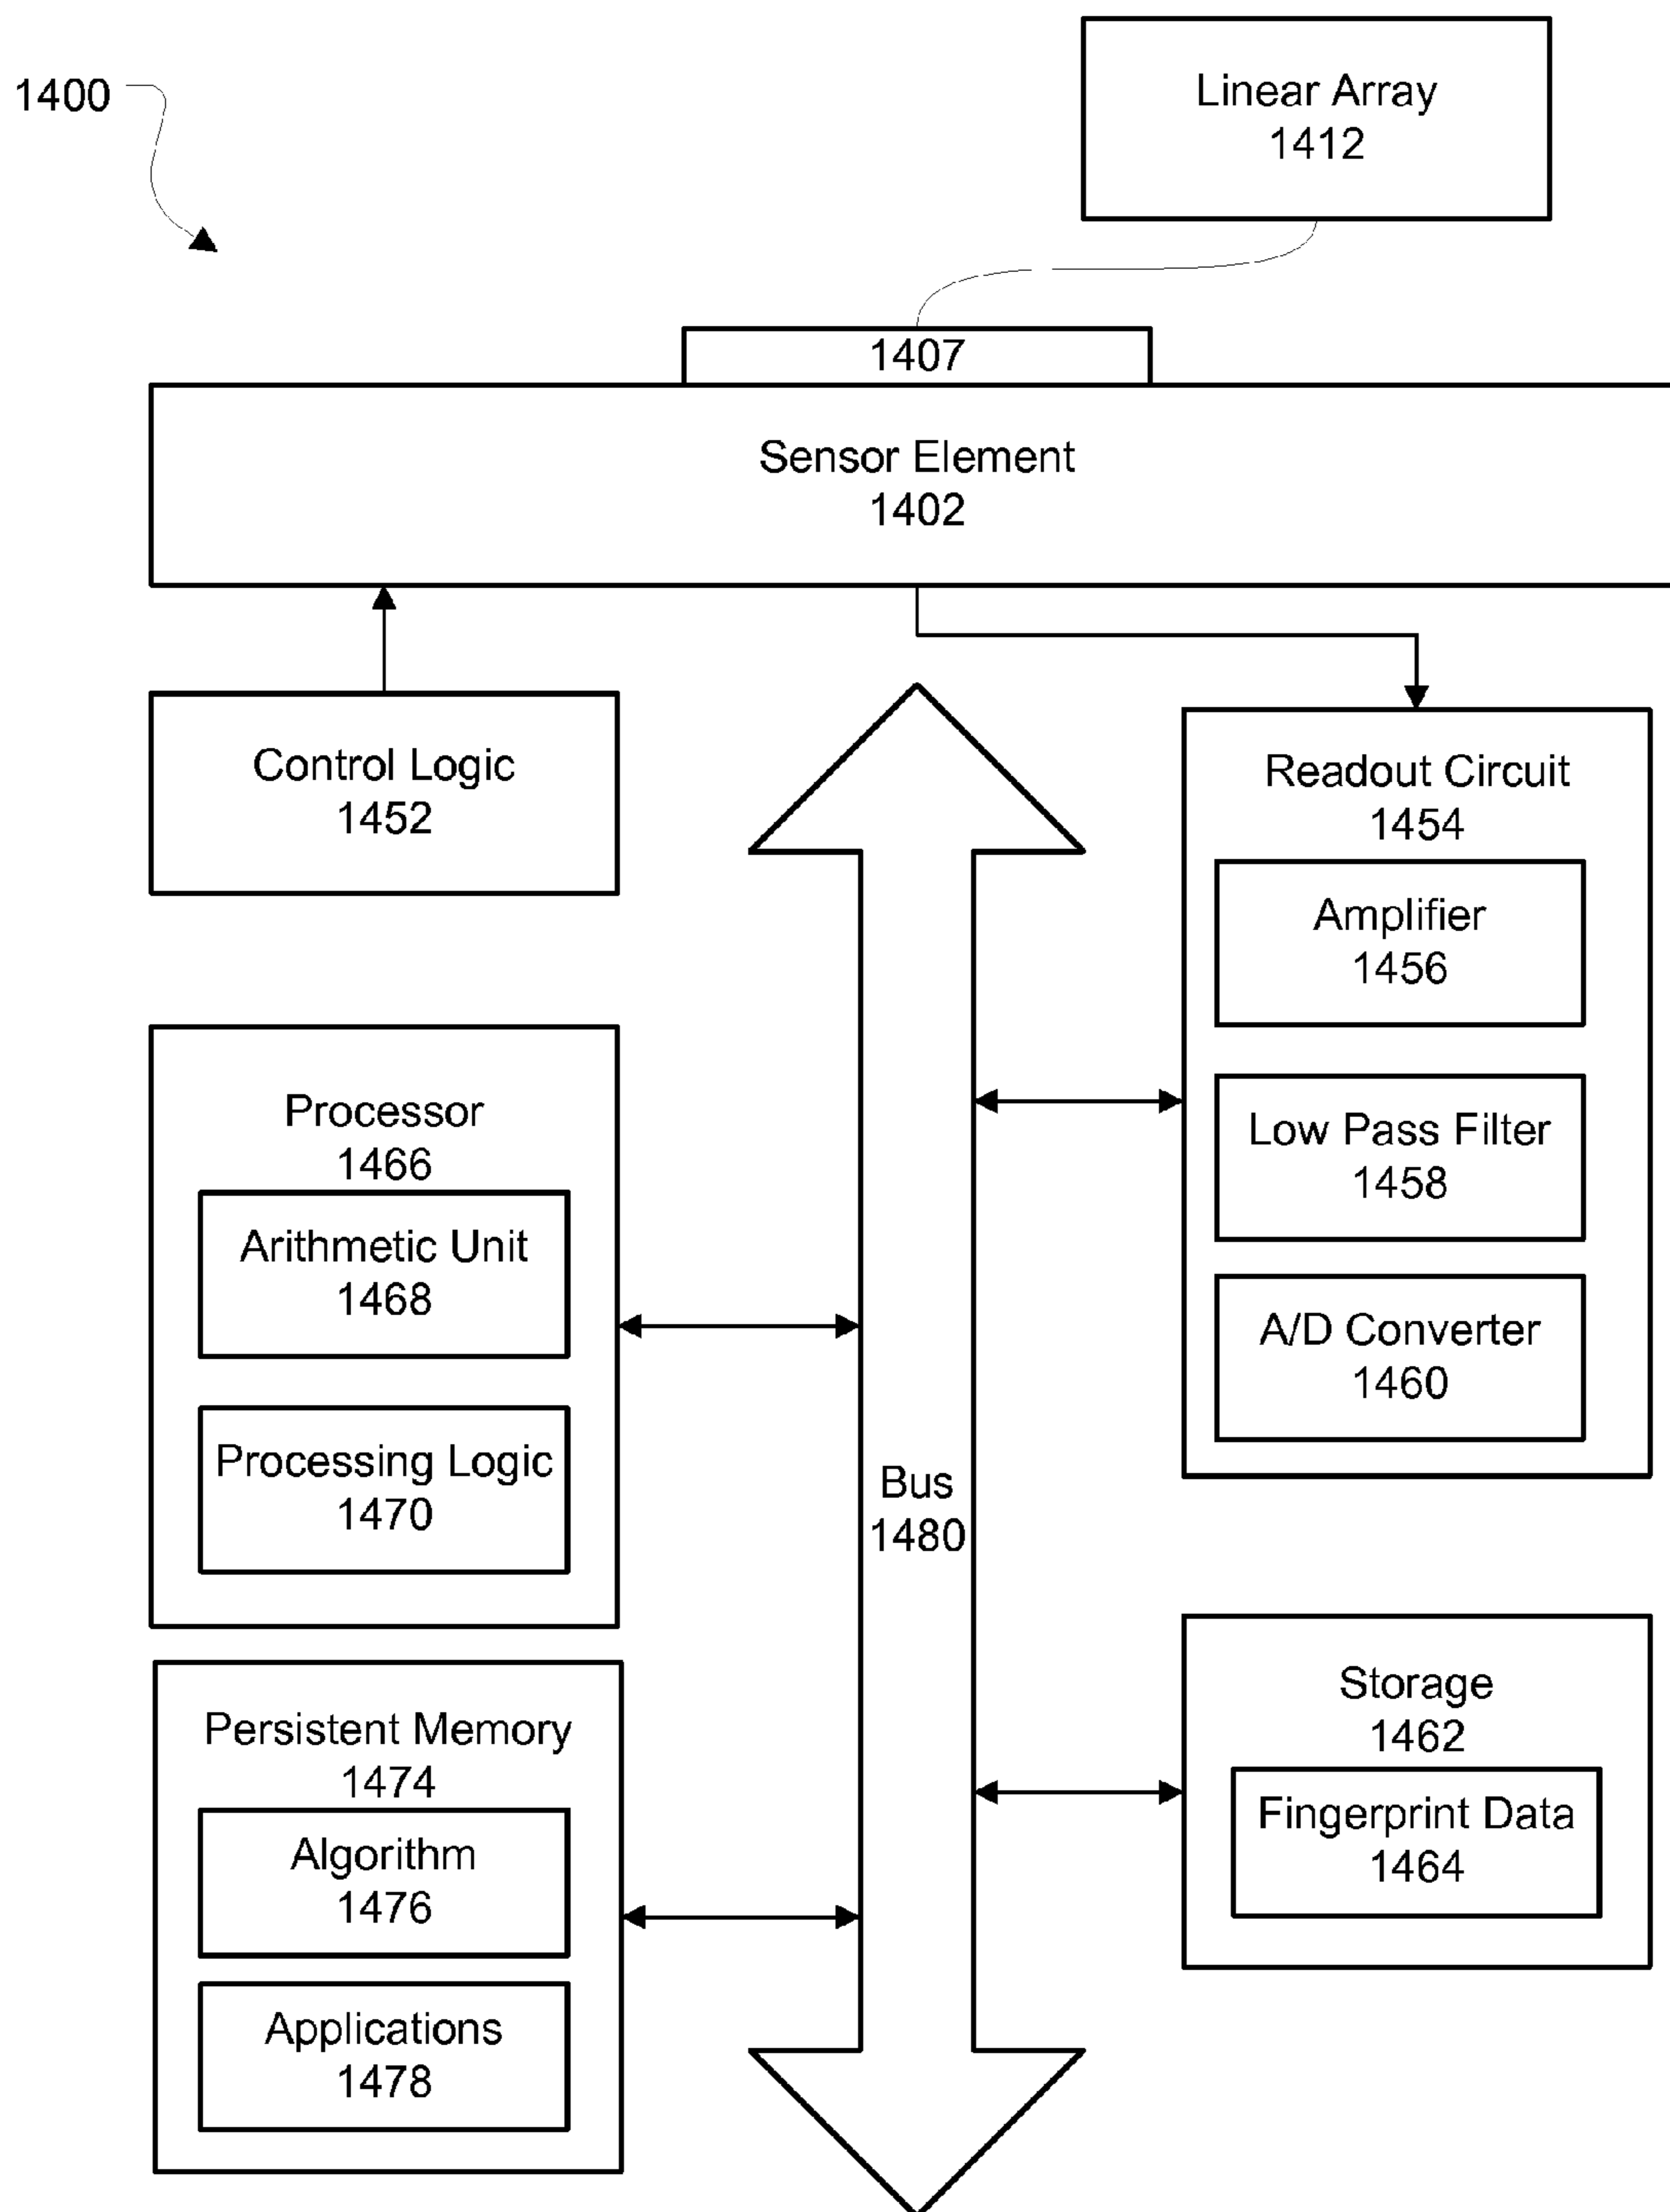 1400
Linear Array
1412
1407
Sensor Element
1402
Control Logic
1452
Readout Circuit
1454
Amplifier
1456
Low Pass Filter
1458
A/D Converter
1460
Processor
1466
Arithmetic Unit
1468
Processing Logic
1470
Bus
1480
Storage
1462
Fingerprint Data
1464
Persistent Memory
1474
Algorithm
1476
Applications
1478